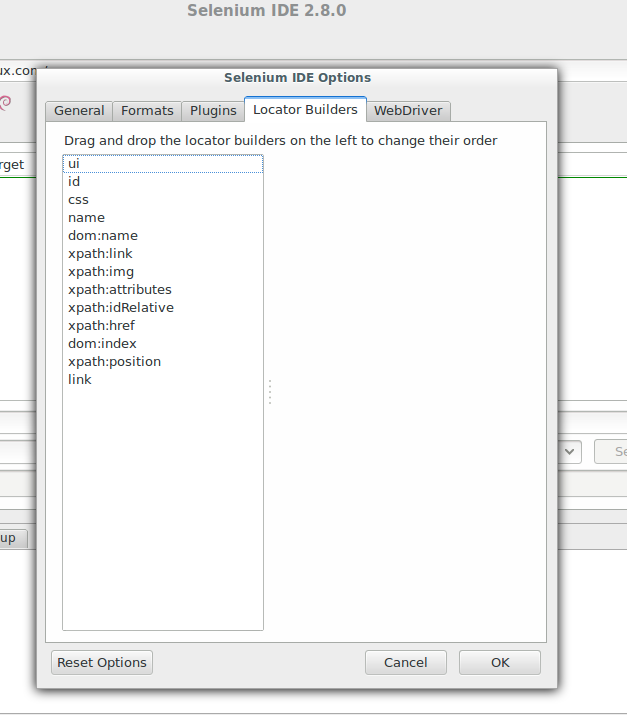 Selenium IDE 2.8.0
ux.com/
Selenium IDE Options
General Formats Plugins Locator Builders WebDriver
Drag and drop the locator builders on the left to change their order
rget
ui
id
css
name
dom:name
xpath:link
xpath:img
xpath:attributes
xpath:idRelative
xpath:href
dom:index
xpath:position
link
Se
up
Reset Options Cancel OK